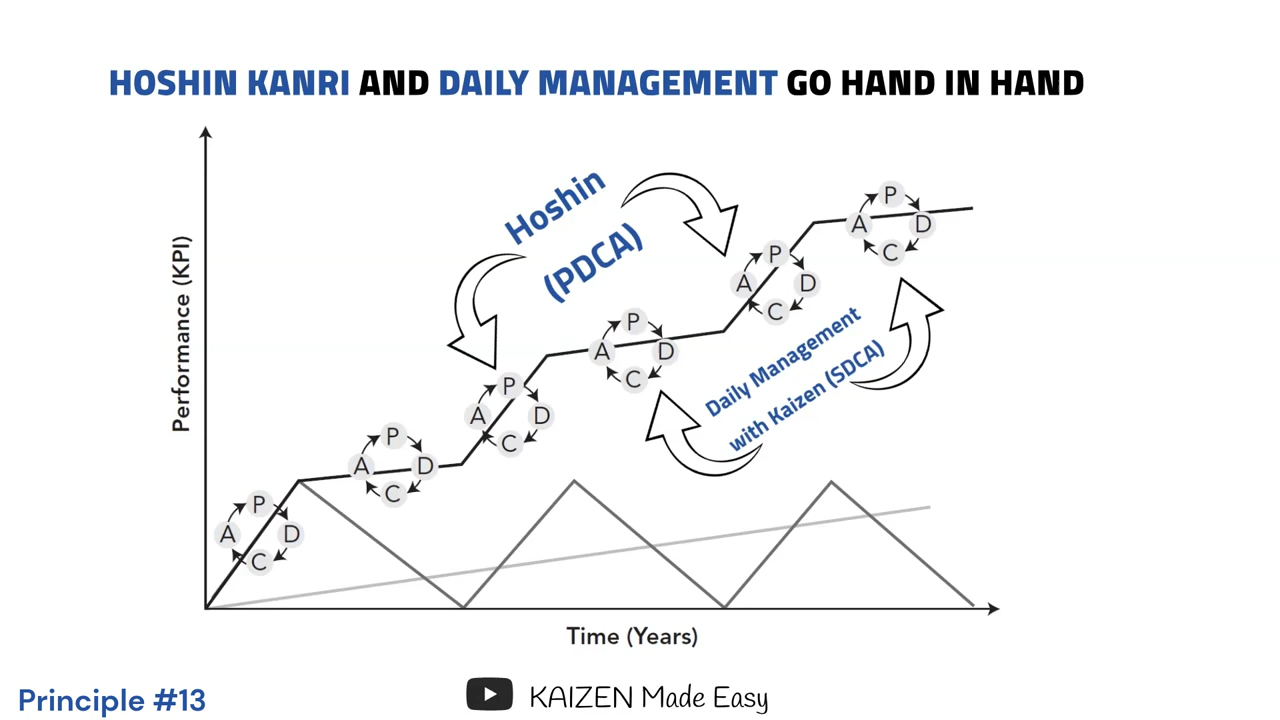 HOSHIN KANRI AND DAILY MANAGEMENT GO HAND IN HAND
Performance (KPI)
Hoshin
(PDCA)
P
A
D
C
P
A
D
C
P
A
D
C
P
A
D
C
P
A
D
C
P
A
D
C
Daily Management
with Kaizen (SDCA)
Time (Years)
Principle #13
KAIZEN Made Easy